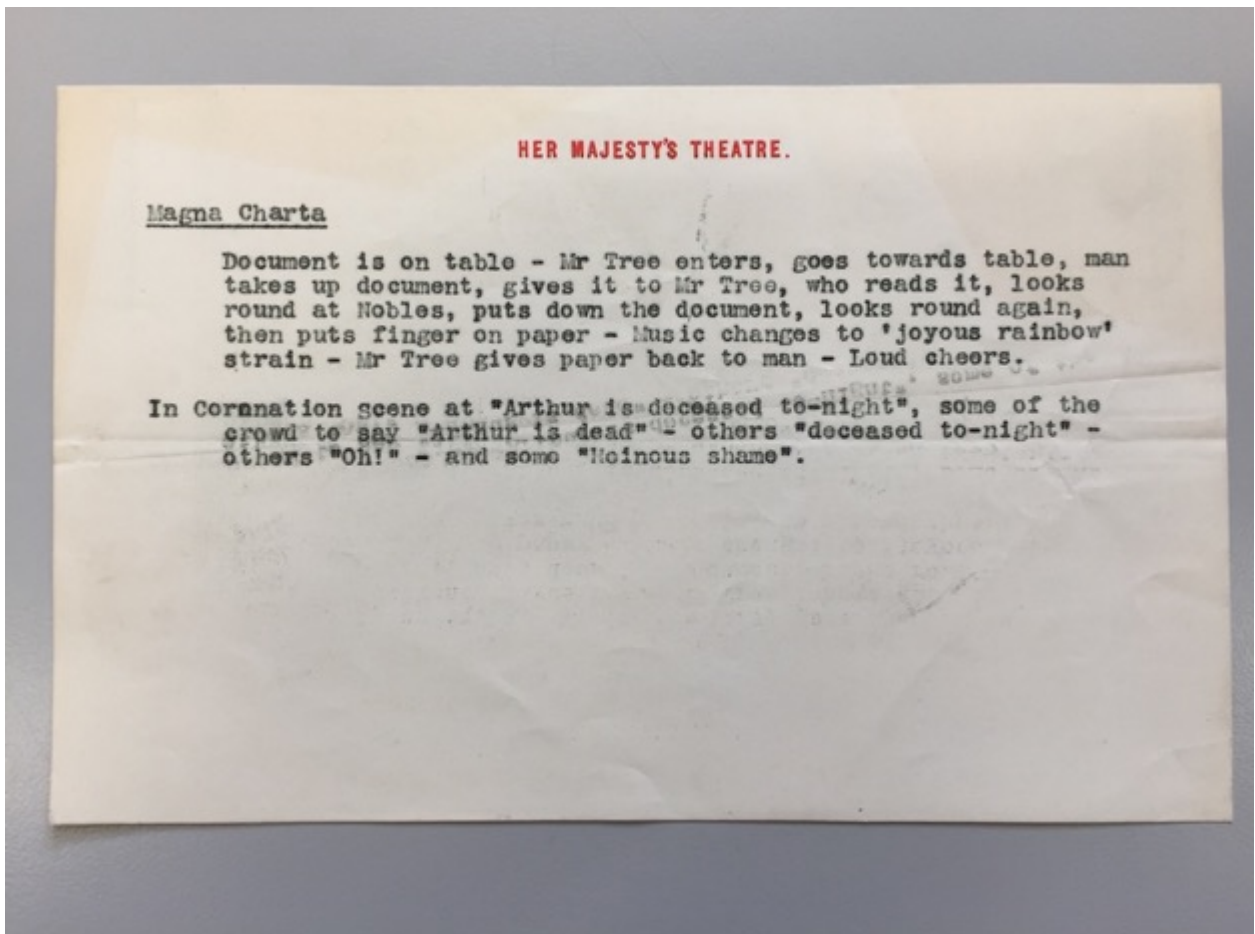 HER MAJESTY'S THEATRE.
Magna Charta
Document is on table - Mr Tree enters, goes towards table, man
takes up document, gives it to Mr Tree, who reads it, looks
round at Nobles, puts down the document, looks round again,
then puts finger on paper - Music changes to 'joyous rainbow'
strain - Mr Tree gives paper back to man - Loud cheers.
In Coronation scene at "Arthur is deceased to-night", some of the
crowd to say "Arthur is dead" - others "deceased to-night" -
others "Oh!" - and some "Heinous shame".